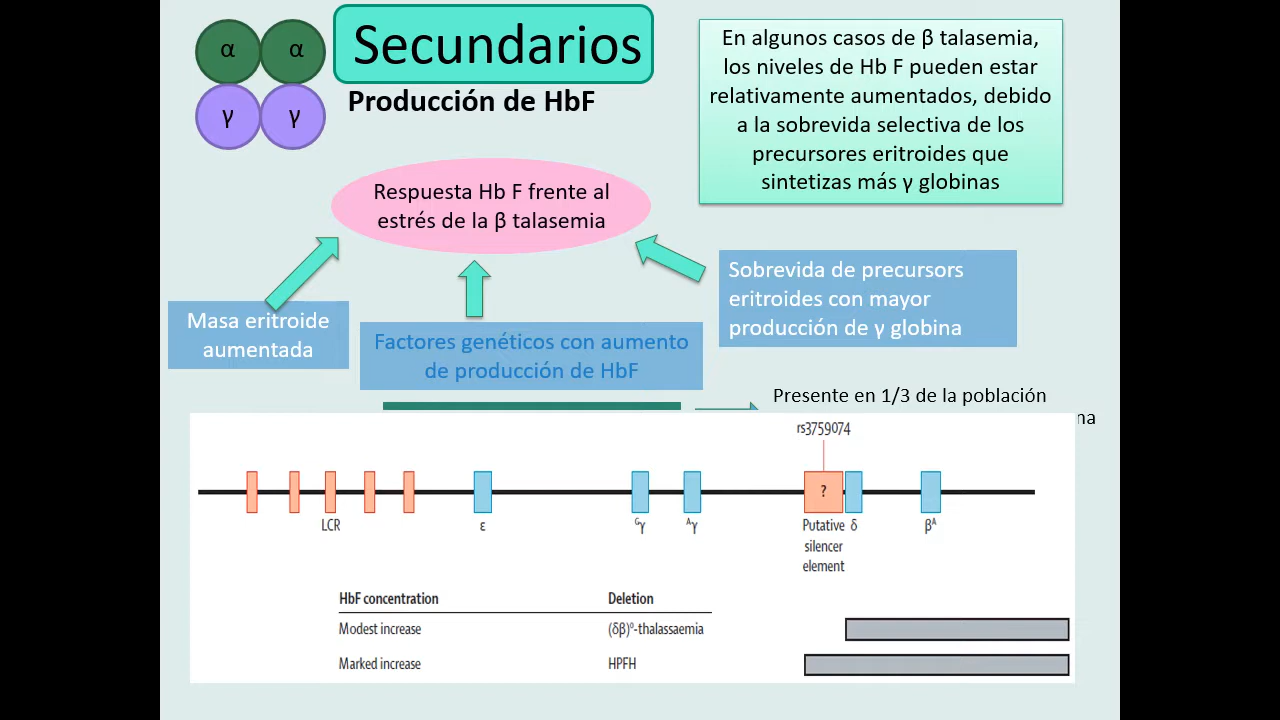 α α
γ γ
Secundarios
Producción de HbF
En algunos casos de β talasemia,
los niveles de Hb F pueden estar
relativamente aumentados, debido
a la sobrevida selectiva de los
precursores eritroides que
sintetizas más γ globinas
Respuesta Hb F frente al
estrés de la β talasemia
Masa eritroide
aumentada
Factores genéticos con aumento
de producción de HbF
Sobrevida de precursors
eritroides con mayor
producción de γ globina
Presente en 1/3 de la población
na
rs3759074
?
LCR ε ᴳγ ᴬγ Putative δ βᴬ
silencer
element
HbF concentration Deletion
Modest increase (δβ)⁰-thalassaemia
Marked increase HPFH